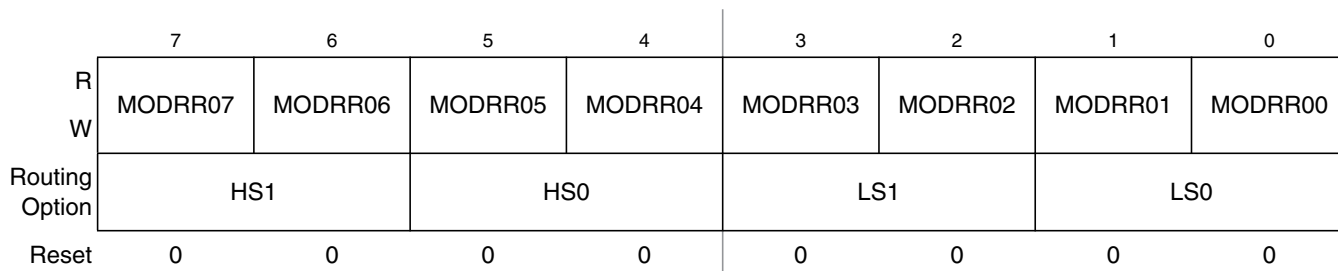 7 6 5 4 3 2 1 0
R
W
MODRR07 MODRR06 MODRR05 MODRR04 MODRR03 MODRR02 MODRR01 MODRR00
Routing
Option
HS1 HS0 LS1 LS0
Reset 0 0 0 0 0 0 0 0